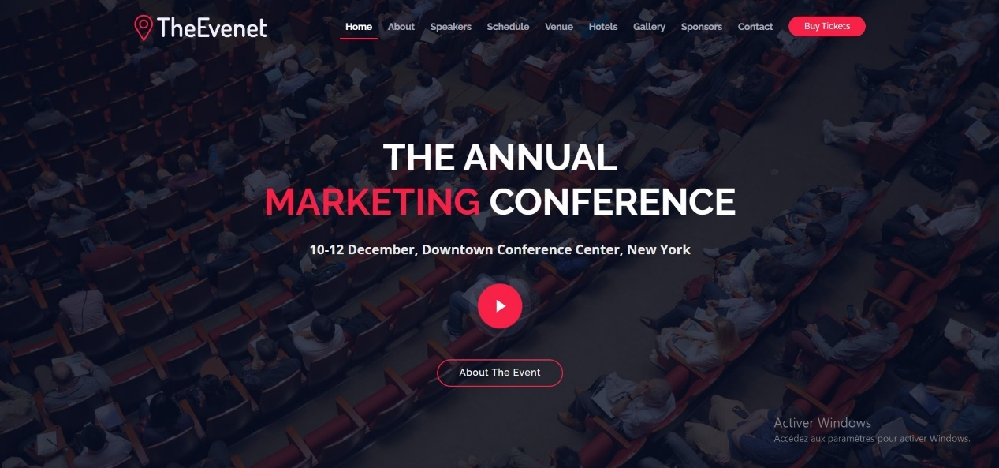 TheEvenet
Home About Speakers Schedule Venue Hotels Gallery Sponsors Contact Buy Tickets
THE ANNUAL
MARKETING CONFERENCE
10-12 December, Downtown Conference Center, New York
About The Event
Activer Windows
Accédez aux paramètres pour activer Windows.